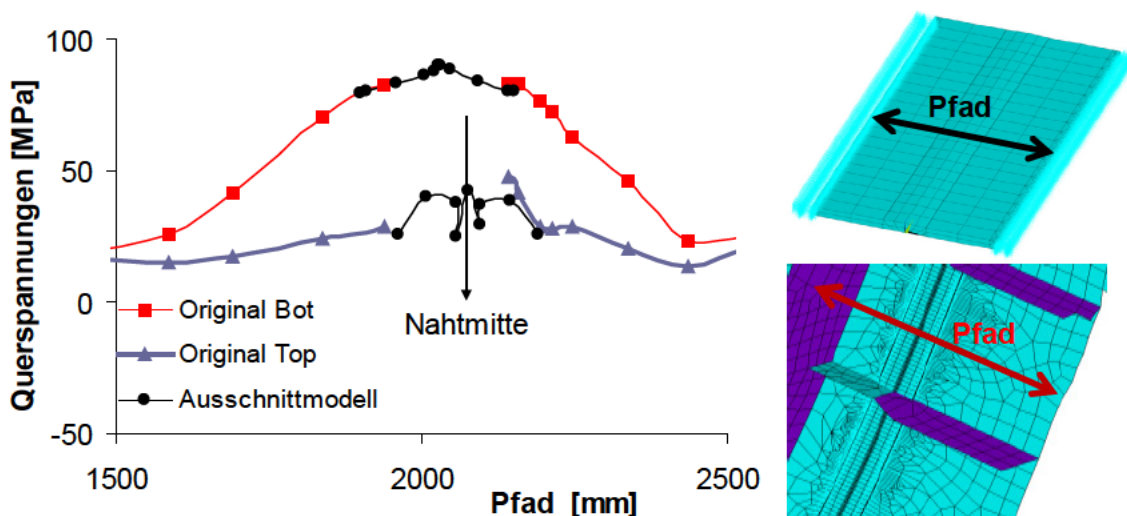 Querspannungen [MPa]
100
50
0
-50
1500
2000
2500
Pfad [mm]
Nahtmitte
Original Bot
Original Top
Ausschnittmodell
Pfad
Pfad